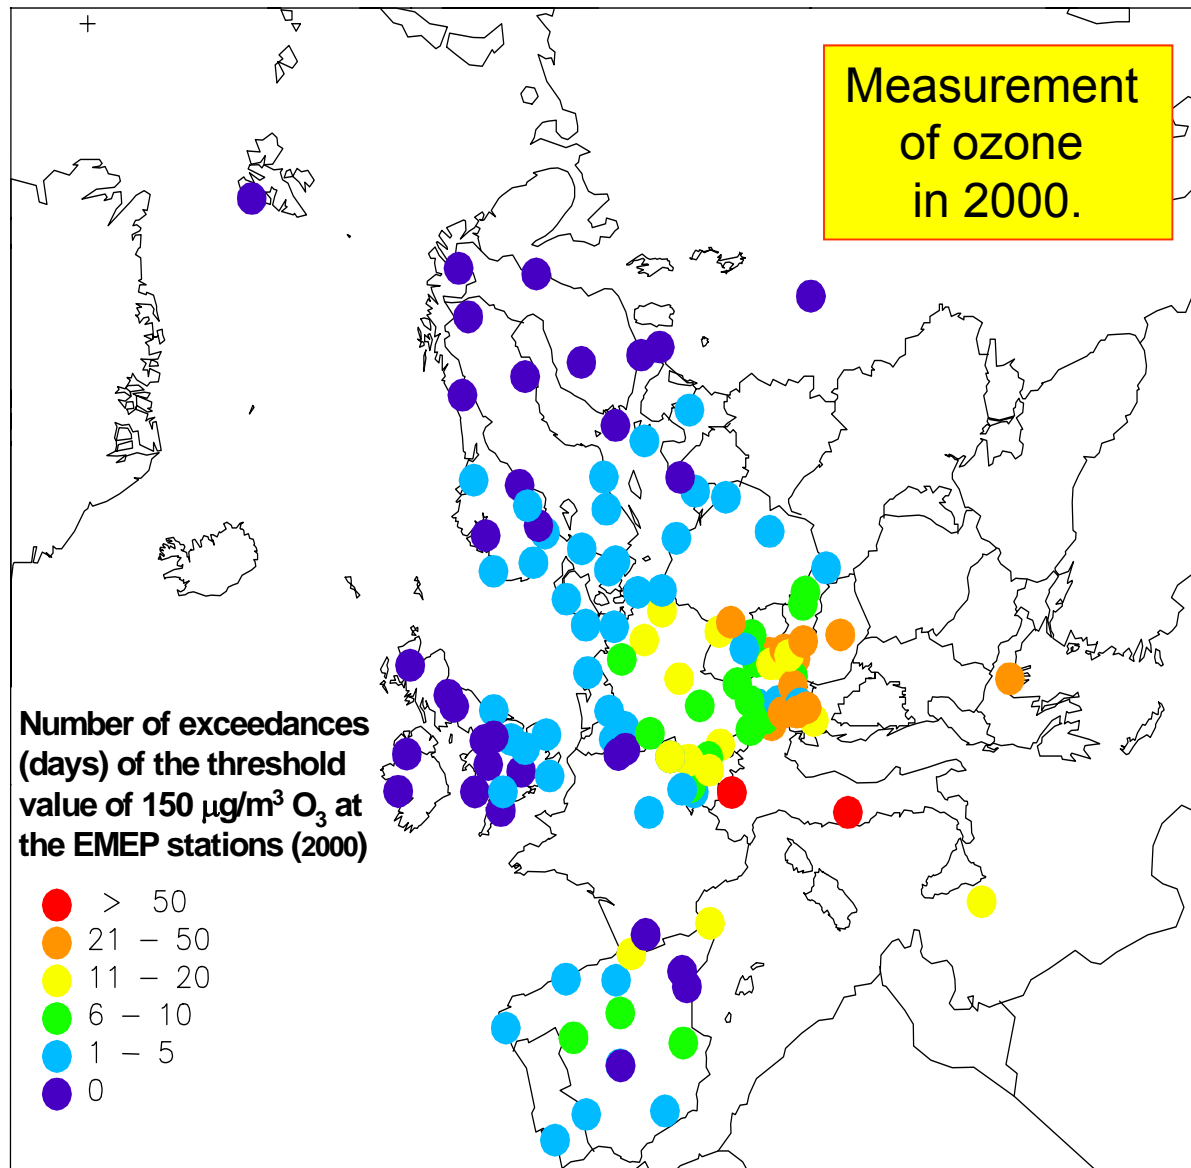 Measurement
of ozone
in 2000.
Number of exceedances
(days) of the threshold
value of 150 μg/m³ O₃ at
the EMEP stations (2000)
> 50
21 – 50
11 – 20
6 – 10
1 – 5
0